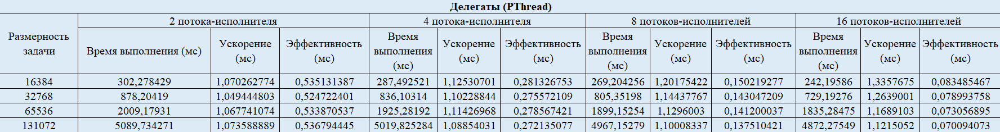 Делегаты (PThread)
Размерность задачи | 2 потока-исполнителя | 4 потока-исполнителя | 8 потоков-исполнителей | 16 потоков-исполнителей
Время выполнения (мс) | Ускорение (мс) | Эффективность (мс) | Время выполнения (мс) | Ускорение (мс) | Эффективность (мс) | Время выполнения (мс) | Ускорение (мс) | Эффективность (мс) | Время выполнения (мс) | Ускорение (мс) | Эффективность (мс)
16384 | 302,278429 | 1,070262774 | 0,535131387 | 287,492521 | 1,12530701 | 0,281326753 | 269,204256 | 1,20175422 | 0,150219277 | 242,19586 | 1,3357675 | 0,083485467
32768 | 878,20419 | 1,049444803 | 0,524722401 | 836,10314 | 1,10228844 | 0,275572109 | 805,35198 | 1,14437767 | 0,143047209 | 729,19276 | 1,2639001 | 0,078993758
65536 | 2009,17931 | 1,067741074 | 0,533870537 | 1925,28192 | 1,11426968 | 0,278567421 | 1899,15254 | 1,1296003 | 0,141200037 | 1835,28475 | 1,1689103 | 0,073056895
131072 | 5089,734271 | 1,073588889 | 0,536794445 | 5019,825284 | 1,08854031 | 0,272135077 | 4967,15279 | 1,10008337 | 0,137510421 | 4872,27549 | 1,1215052 | 0,070094073